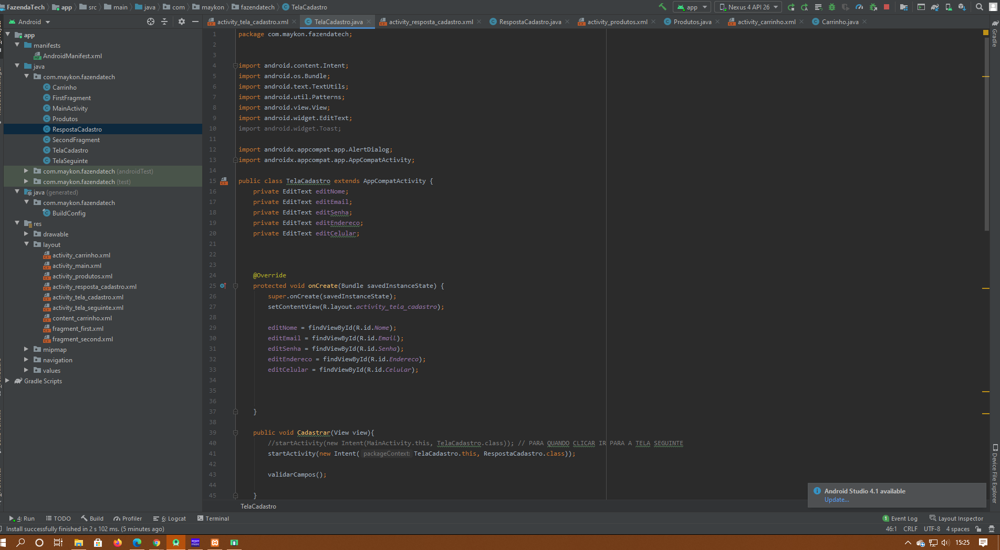 FazendaTech app src main java com maykon fazendatech TelaCadastro app Nexus 4 API 26
Android
activity_tela_cadastro.xml TelaCadastro.java activity_resposta_cadastro.xml RespostaCadastro.java activity_produtos.xml Produtos.java activity_carrinho.xml Carrinho.java
app
manifests
AndroidManifest.xml
java
com.maykon.fazendatech
Carrinho
FirstFragment
MainActivity
Produtos
RespostaCadastro
SecondFragment
TelaCadastro
TelaSeguinte
com.maykon.fazendatech (androidTest)
com.maykon.fazendatech (test)
java (generated)
com.maykon.fazendatech
BuildConfig
res
drawable
layout
activity_carrinho.xml
activity_main.xml
activity_produtos.xml
activity_resposta_cadastro.xml
activity_tela_cadastro.xml
activity_tela_seguinte.xml
content_carrinho.xml
fragment_first.xml
fragment_second.xml
mipmap
navigation
values
Gradle Scripts
1 package com.maykon.fazendatech;
2
3
4 import android.content.Intent;
5 import android.os.Bundle;
6 import android.text.TextUtils;
7 import android.util.Patterns;
8 import android.view.View;
9 import android.widget.EditText;
10 import android.widget.Toast;
11
12 import androidx.appcompat.app.AlertDialog;
13 import androidx.appcompat.app.AppCompatActivity;
14
15 public class TelaCadastro extends AppCompatActivity {
16 private EditText editNome;
17 private EditText editEmail;
18 private EditText editSenha;
19 private EditText editEndereco;
20 private EditText editCelular;
21
22
23
24 @Override
25 protected void onCreate(Bundle savedInstanceState) {
26 super.onCreate(savedInstanceState);
27 setContentView(R.layout.activity_tela_cadastro);
28
29 editNome = findViewById(R.id.Nome);
30 editEmail = findViewById(R.id.Email);
31 editSenha = findViewById(R.id.Senha);
32 editEndereco = findViewById(R.id.Endereco);
33 editCelular = findViewById(R.id.Celular);
34
35
36
37 }
38
39 public void Cadastrar(View view){
40 //startActivity(new Intent(MainActivity.this, TelaCadastro.class)); // PARA QUANDO CLICAR IR PARA A TELA SEGUINTE
41 startActivity(new Intent( packageContext: TelaCadastro.this, RespostaCadastro.class));
42
43 validarCampos();
44
45 }
TelaCadastro
Gradle
Device File Explorer
Android Studio 4.1 available
Update...
4: Run TODO Build Profiler 6: Logcat Terminal 1 Event Log Layout Inspector
Install successfully finished in 2 s 102 ms. (5 minutes ago) 46:1 CRLF UTF-8 4 spaces
amazon music
15:25